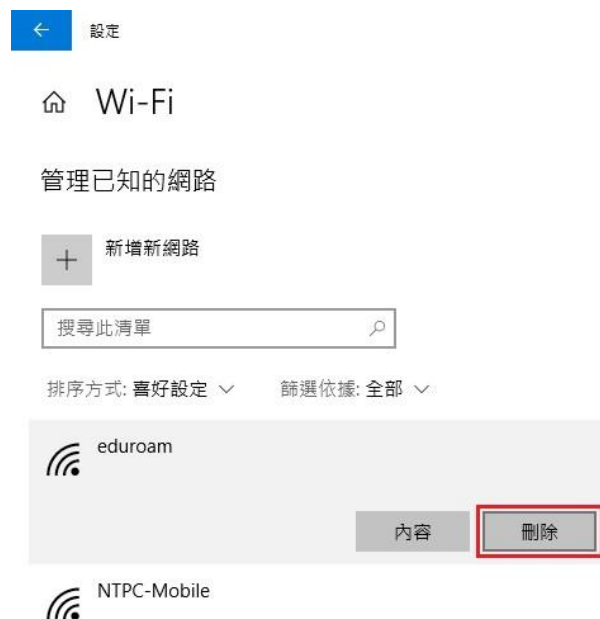 設定
Wi-Fi
管理已知的網路
新增新網路
搜尋此清單
排序方式: 喜好設定 篩選依據: 全部
eduroam
內容 刪除
NTPC-Mobile